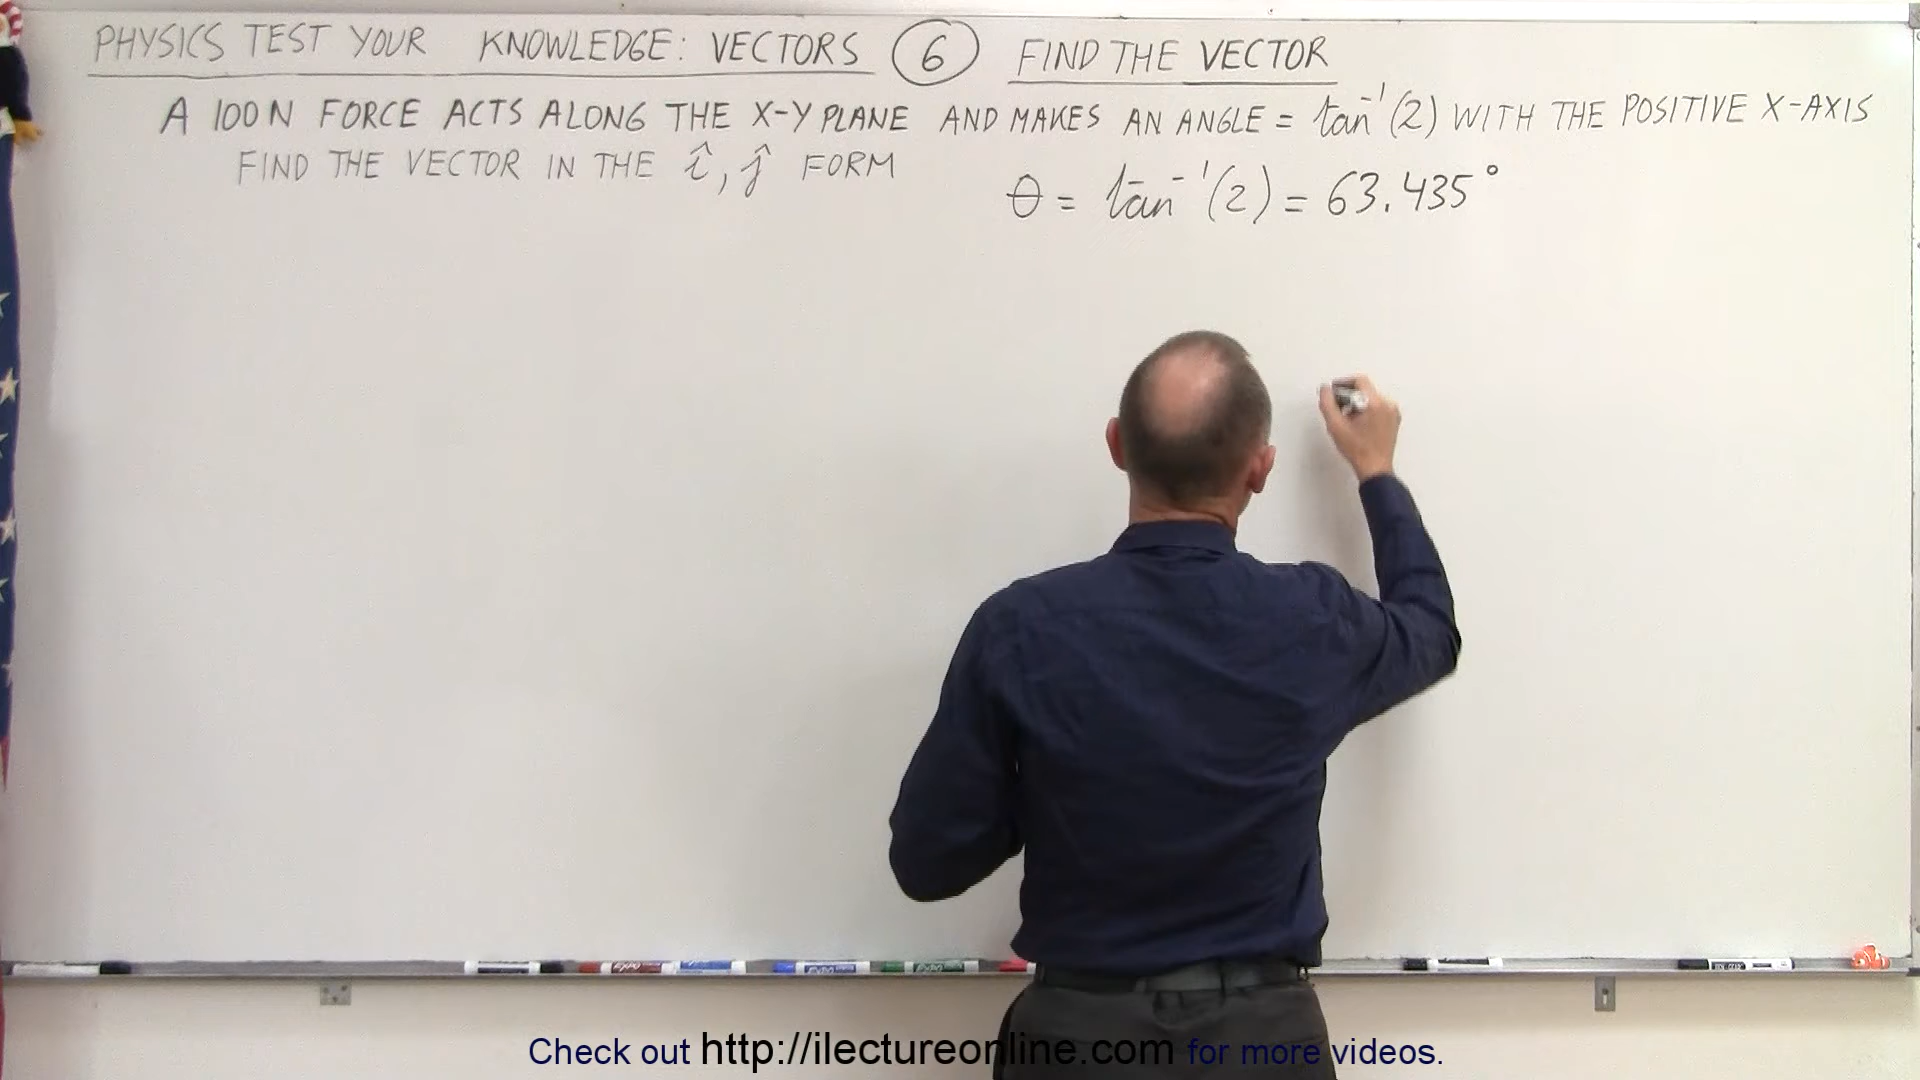 PHYSICS TEST YOUR KNOWLEDGE: VECTORS 6 FIND THE VECTOR
A 100N FORCE ACTS ALONG THE X-Y PLANE AND MAKES AN ANGLE = tan⁻¹(2) WITH THE POSITIVE X-AXIS
FIND THE VECTOR IN THE î, ĵ FORM
θ = tan⁻¹(2) = 63.435°
Check out http://ilectureonline.com for more videos.